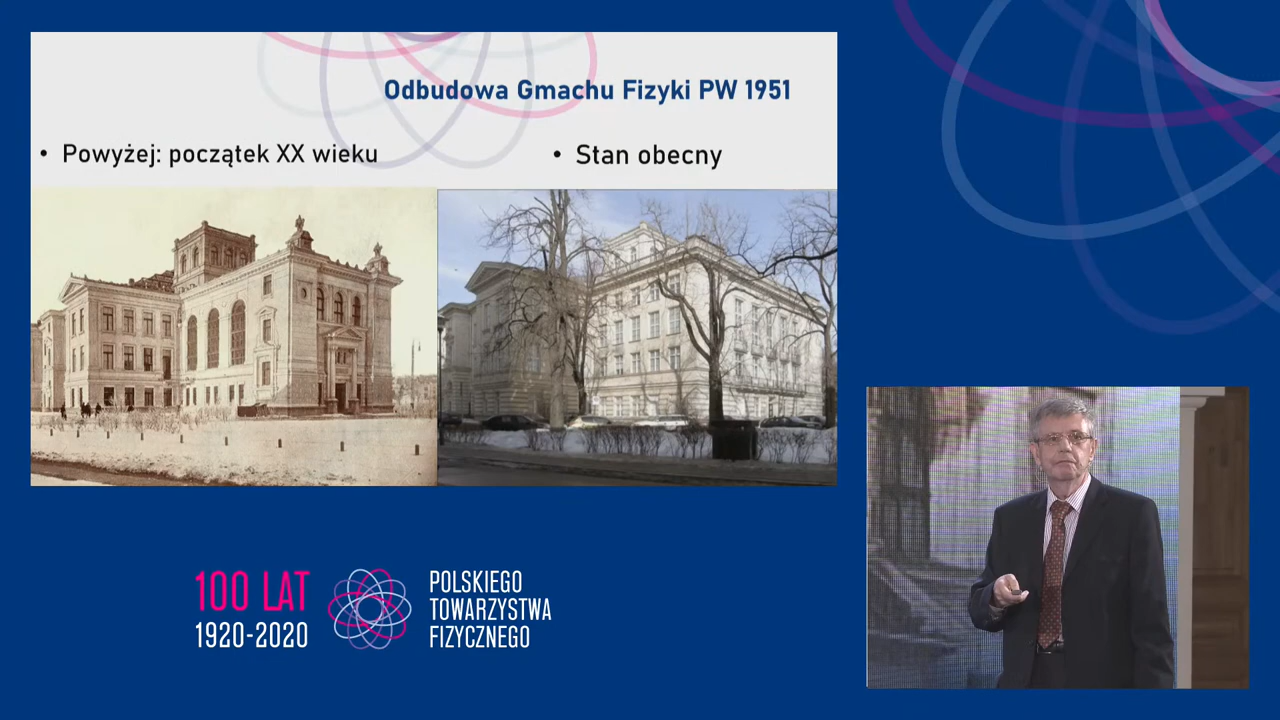 Odbudowa Gmachu Fizyki PW 1951
• Powyżej: początek XX wieku
• Stan obecny
100 LAT
1920-2020
POLSKIEGO
TOWARZYSTWA
FIZYCZNEGO